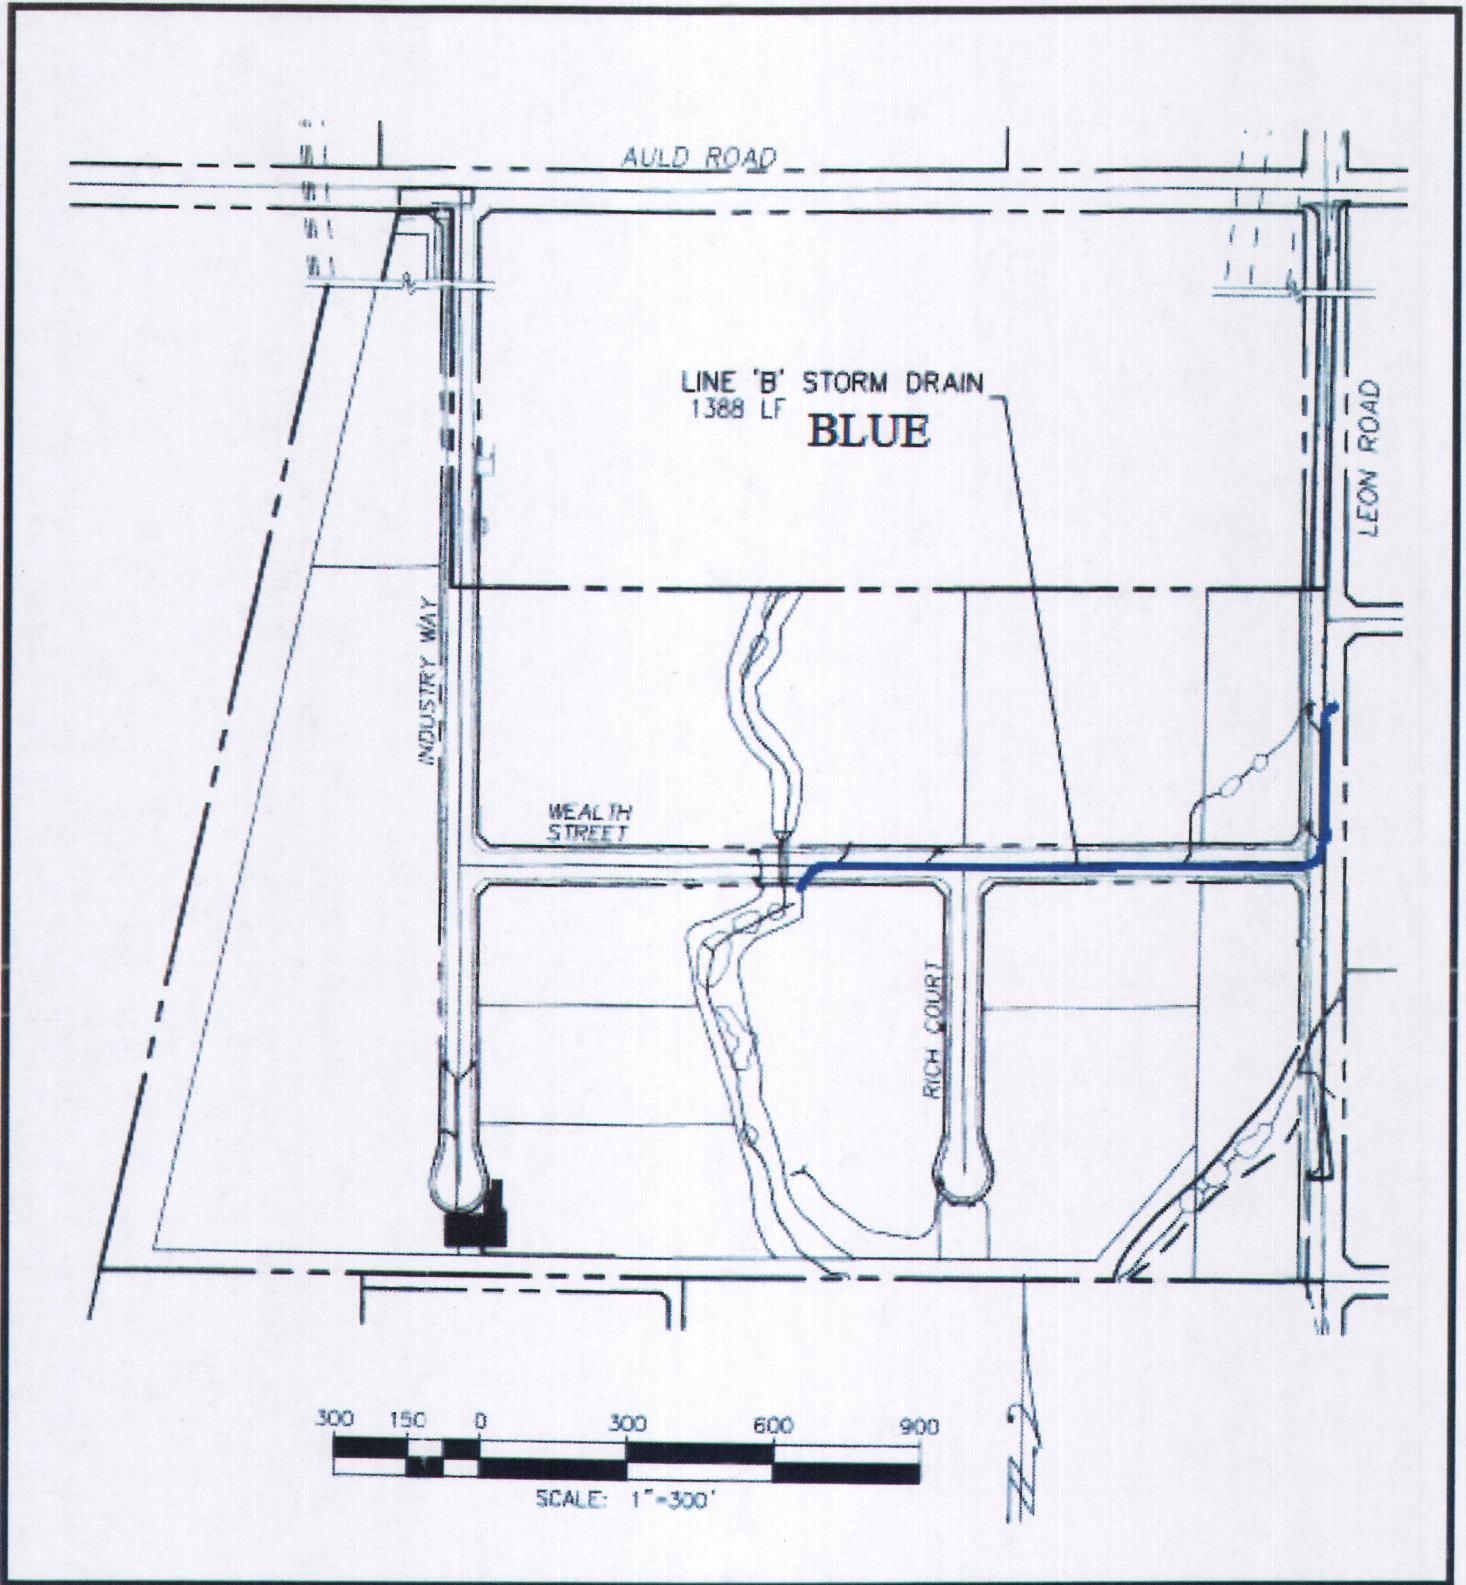 AULD ROAD
LINE 'B' STORM DRAIN
1388 LF
BLUE
LEON ROAD
INDUSTRY WAY
WEALTH
STREET
RICH COURT
300 150 0 300 600 900
SCALE: 1"=300'